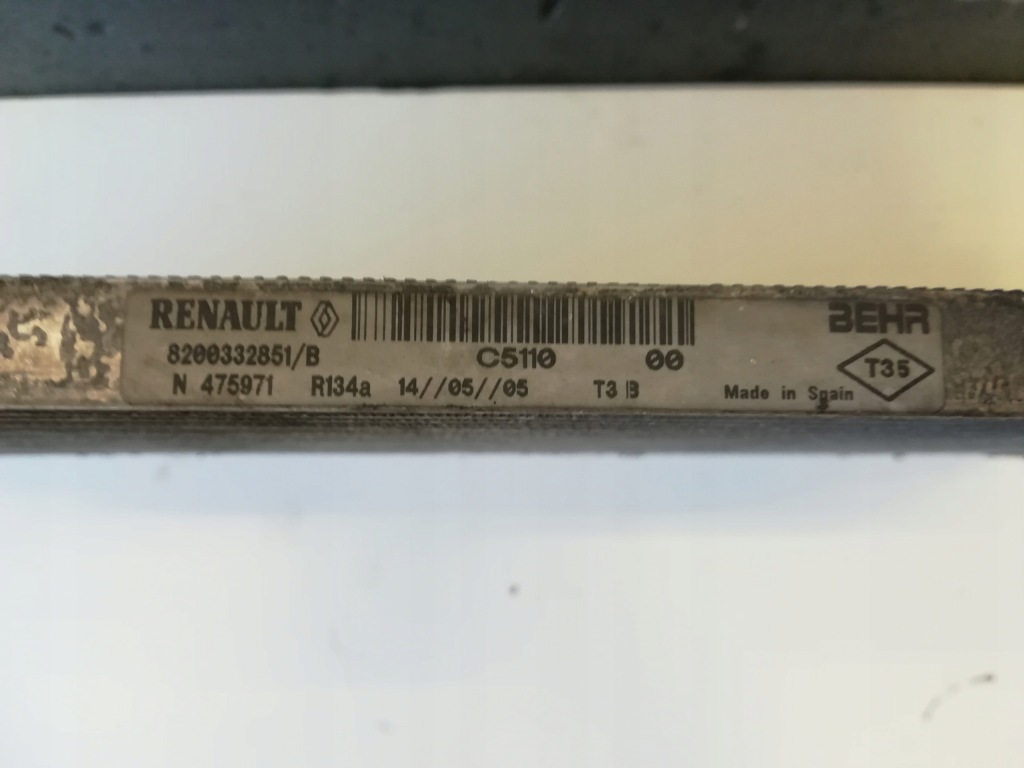 RENAULT BEHR
8200332851/B C5110 00 T35
N 475971 R134a 14//05//05 T3 B Made in Spain